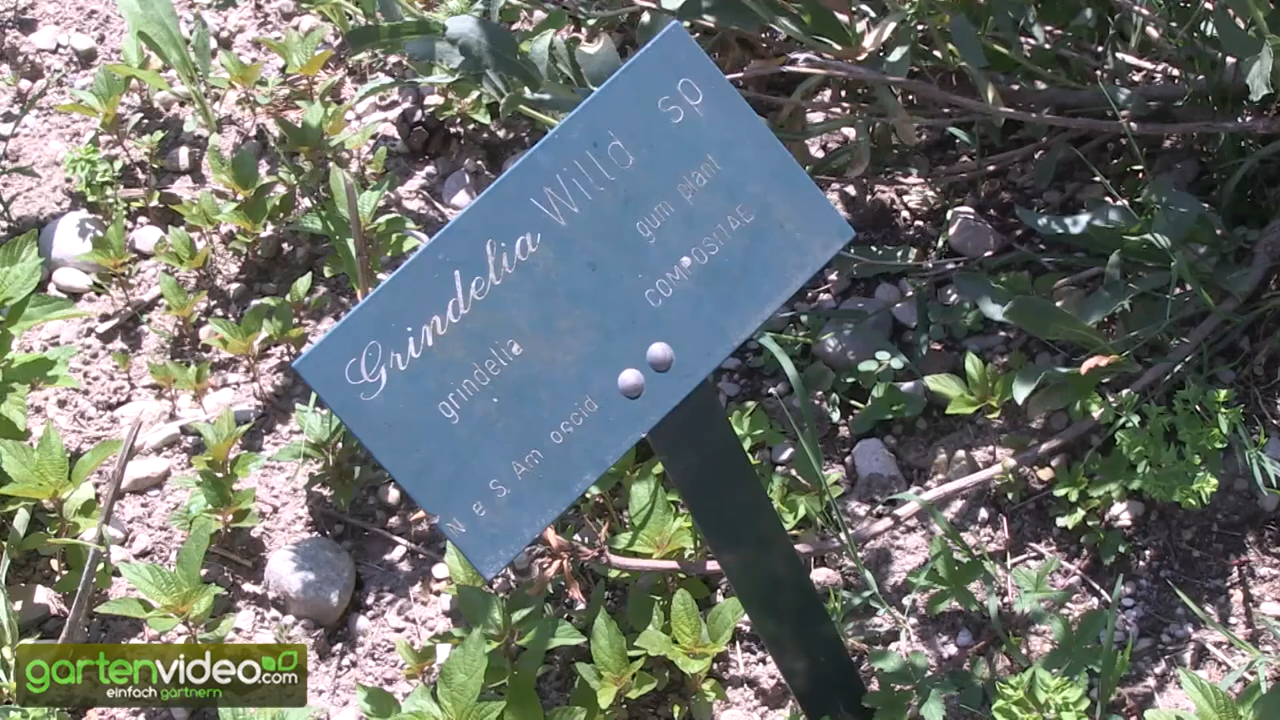 Grindelia Willd sp
grindelia gum plant
COMPOSITAE
N e S. Am occid
gartenvideo.com
einfach gärtnern